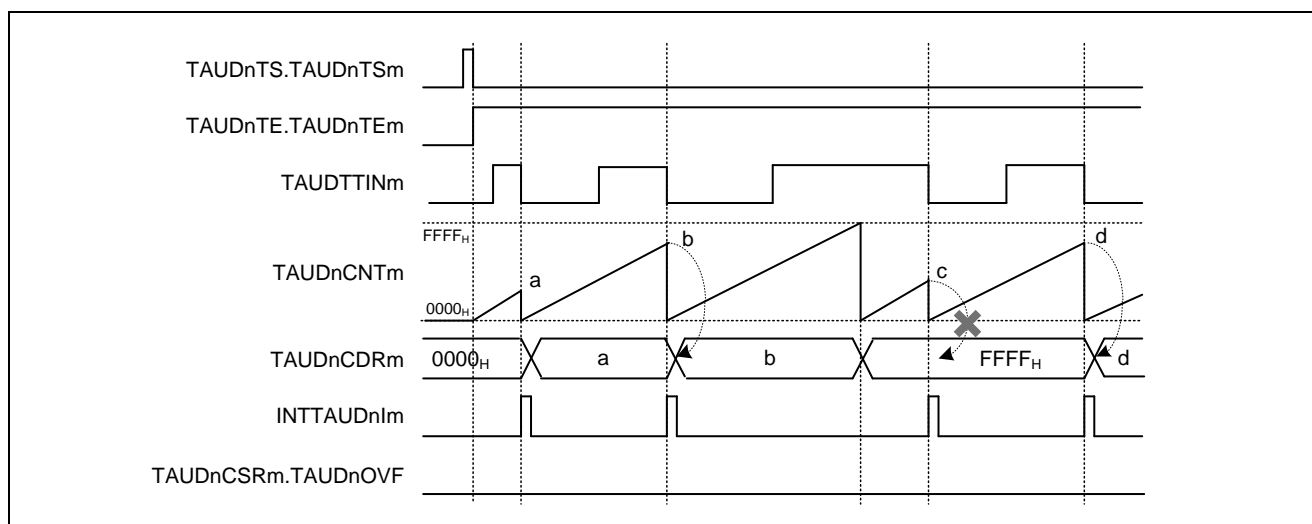 TAUDnTS.TAUDnTSm
TAUDnTE.TAUDnTEm
TAUDTTINm
FFFFH
b
d
TAUDnCNTm
a
c
0000H
TAUDnCDRm
0000H
a
b
FFFFH
d
INTTAUDnIm
TAUDnCSRm.TAUDnOVF